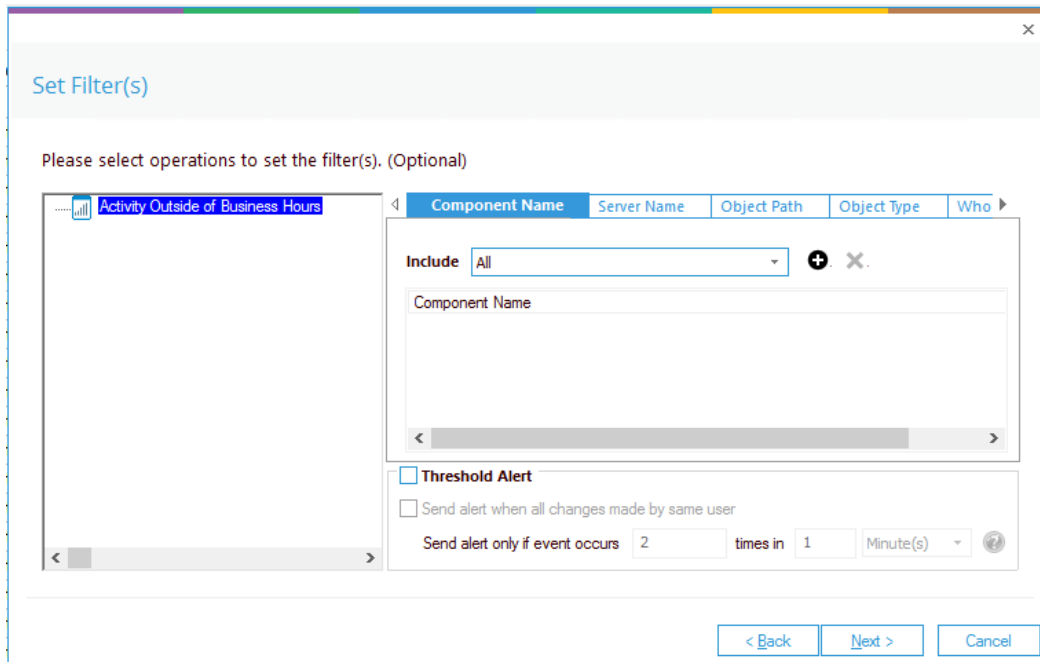 Set Filter(s)
Please select operations to set the filter(s). (Optional)
Activity Outside of Business Hours
Component Name Server Name Object Path Object Type Who
Include All
Component Name
Threshold Alert
Send alert when all changes made by same user
Send alert only if event occurs 2 times in 1 Minute(s)
< Back Next > Cancel